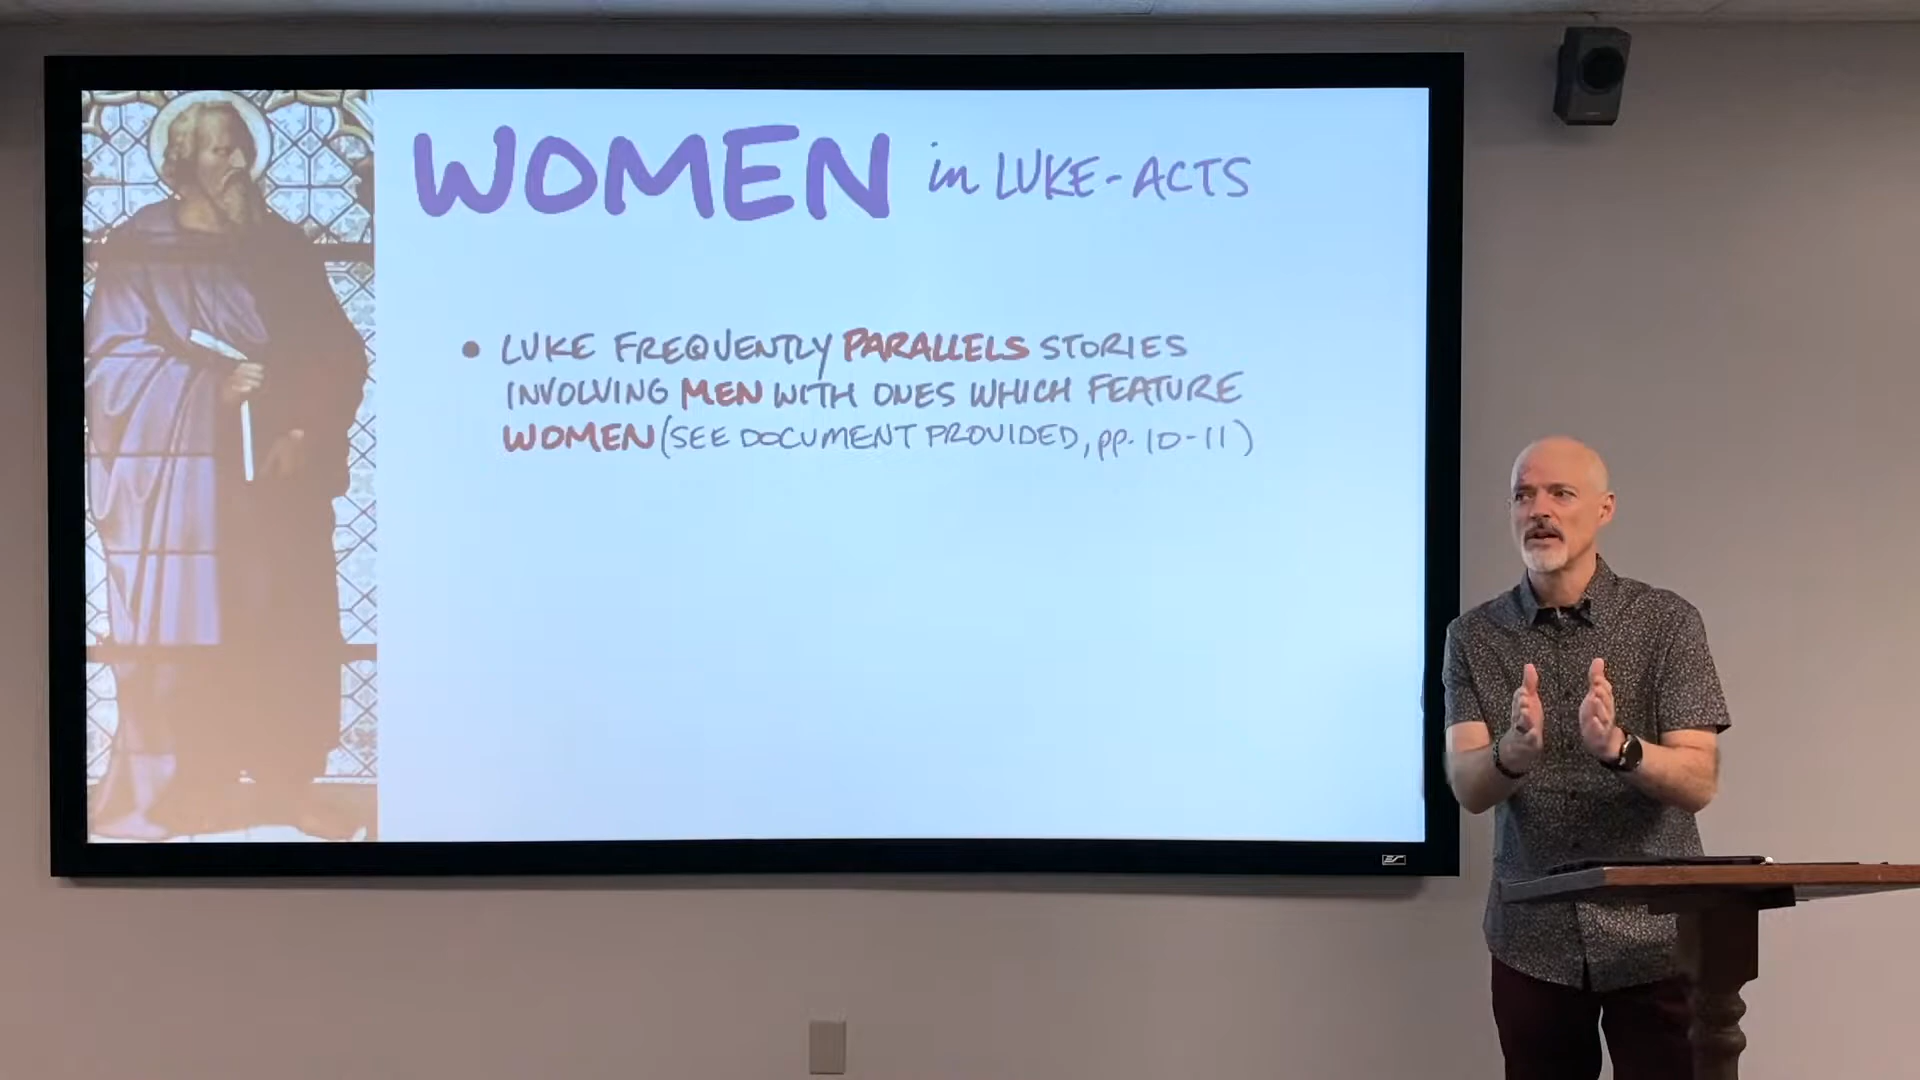 WOMEN in LUKE-ACTS
• LUKE FREQUENTLY PARALLELS STORIES
INVOLVING MEN WITH ONES WHICH FEATURE
WOMEN (SEE DOCUMENT PROVIDED, pp. 10-11)